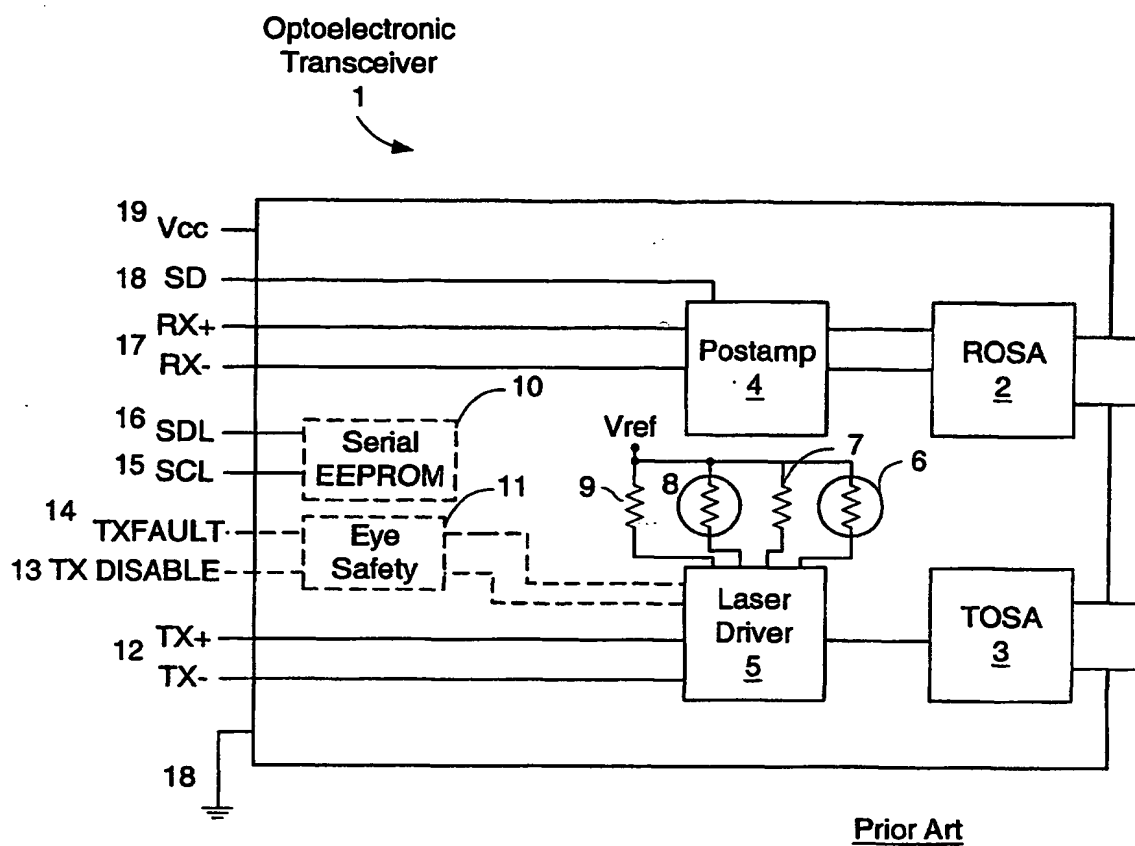 Optoelectronic
Transceiver
1
19 Vcc
18 SD
RX+
17
RX-
Postamp
4
ROSA
2
10
16 SDL
15 SCL
Serial
EEPROM
Vref
7
6
8
9
11
14 TXFAULT
13 TX DISABLE
Eye
Safety
Laser
Driver
5
TOSA
3
12 TX+
TX-
18
Prior Art